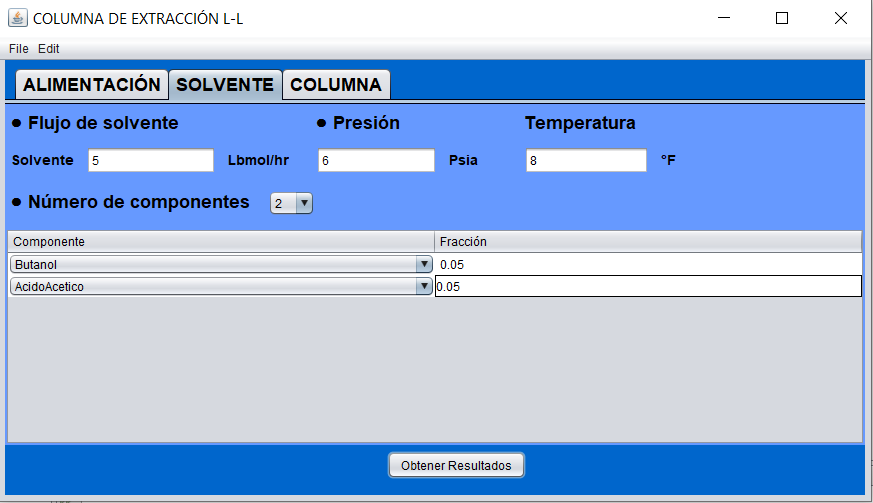 COLUMNA DE EXTRACCIÓN L-L
File Edit
ALIMENTACIÓN SOLVENTE COLUMNA
• Flujo de solvente • Presión Temperatura
Solvente 5 Lbmol/hr 6 Psia 8 °F
• Número de componentes 2
Componente Fracción
Butanol 0.05
AcidoAcetico 0.05
Obtener Resultados